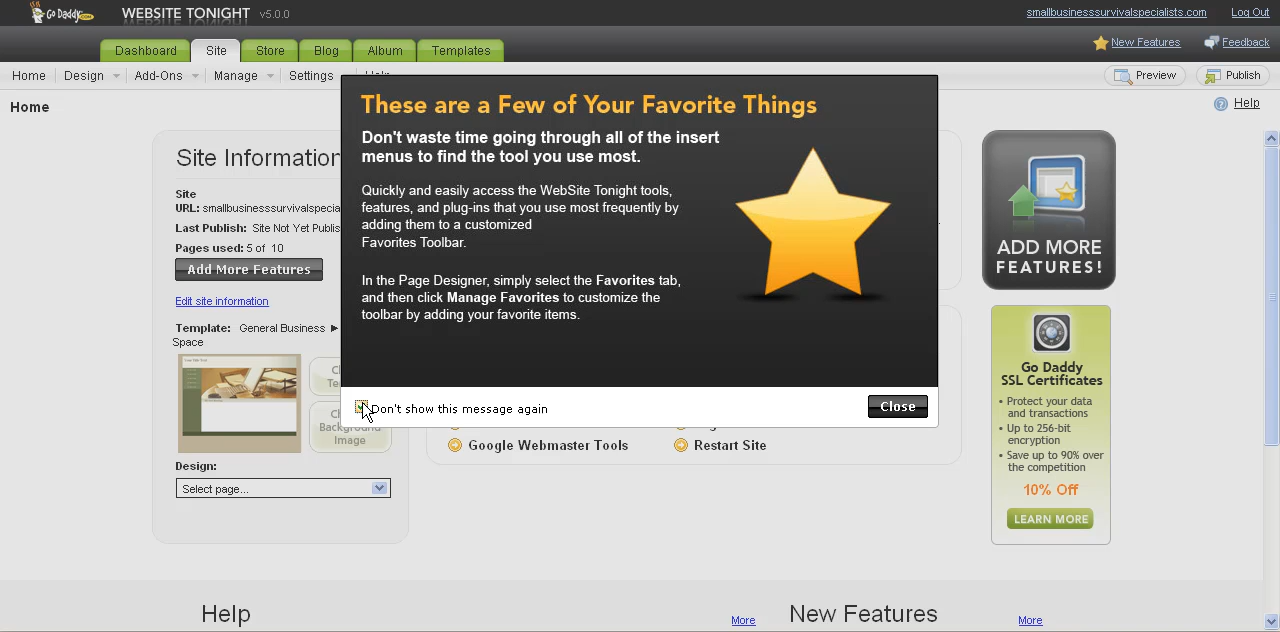 Go Daddy.COM WEBSITE TONIGHT v5.0.0 smallbusinesssurvivalspecialists.com Log Out
Dashboard Site Store Blog Album Templates New Features Feedback
Home Design Add-Ons Manage Settings Help Preview Publish
Home Help
Site Information
Site
URL: smallbusinesssurvivalspecia
Last Publish: Site Not Yet Publis
Pages used: 5 of 10
Add More Features
Edit site information
Template: General Business ▶
Space
Design:
Select page...
These are a Few of Your Favorite Things
Don't waste time going through all of the insert
menus to find the tool you use most.
Quickly and easily access the WebSite Tonight tools,
features, and plug-ins that you use most frequently by
adding them to a customized
Favorites Toolbar.
In the Page Designer, simply select the Favorites tab,
and then click Manage Favorites to customize the
toolbar by adding your favorite items.
Don't show this message again
Close
Background
Image
Google Webmaster Tools Restart Site
ADD MORE
FEATURES!
Go Daddy
SSL Certificates
• Protect your data
and transactions
• Up to 256-bit
encryption
• Save up to 90% over
the competition
10% Off
LEARN MORE
Help More New Features More